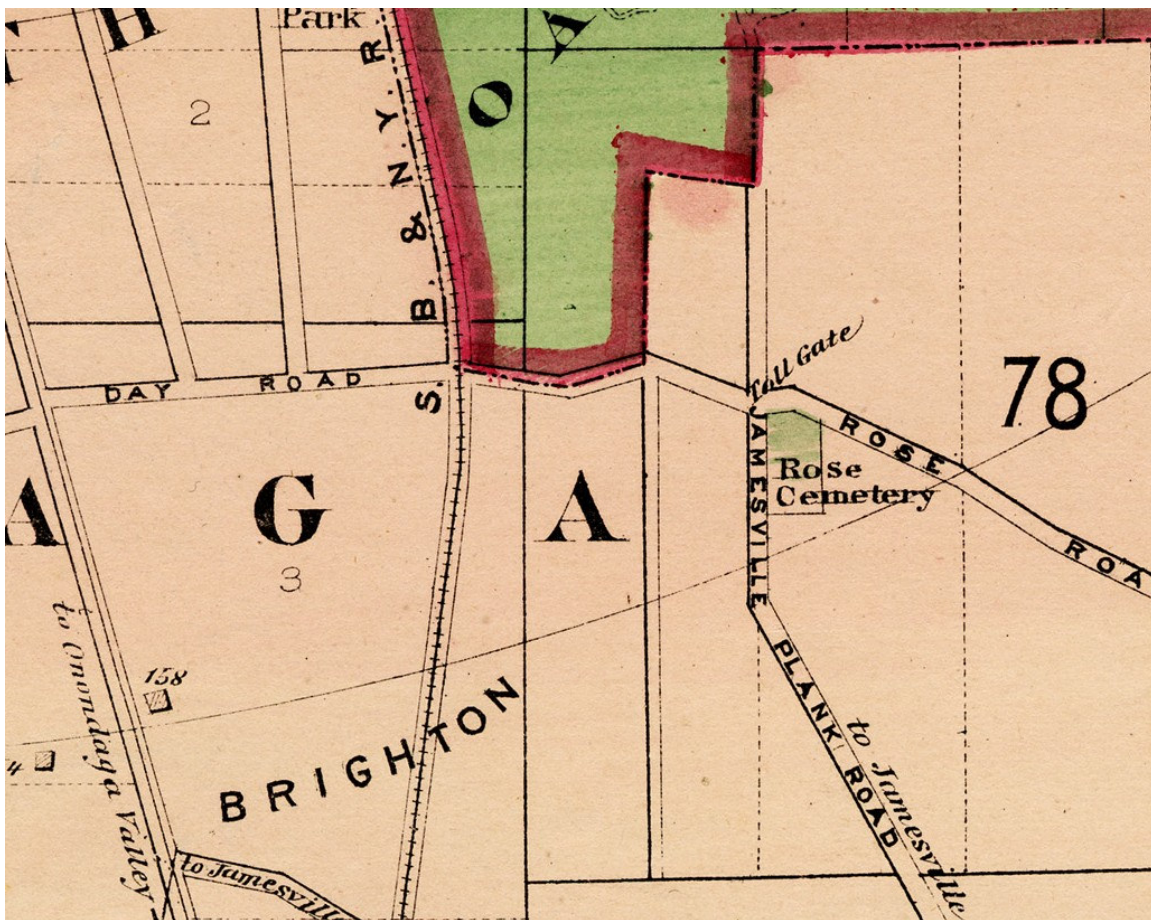 H
Park
2
S. B. & N. Y. R
O A
DAY ROAD
Toll Gate
78
ROSE ROA
JAMESVILLE PLANK ROAD
Rose
Cemetery
A G A
3
158
4
BRIGHTON
to Onondaga Valley
to Jamesville
to Jamesville